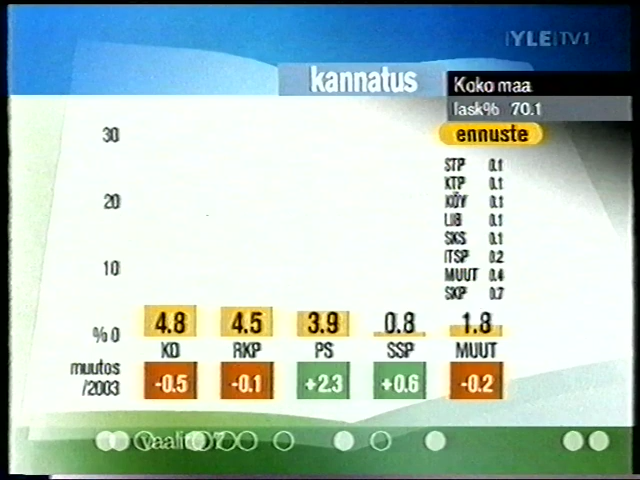 YLE TV1
kannatus
Koko maa
lask% 70.1
ennuste
30
20
10
% 0
STP 0.1
KTP 0.1
KÖY 0.1
LIB 0.1
SKS 0.1
ITSP 0.2
MUUT 0.4
SKP 0.7
4.8 4.5 3.9 0.8 1.8
KD RKP PS SSP MUUT
muutos
/2003
-0.5 -0.1 +2.3 +0.6 -0.2